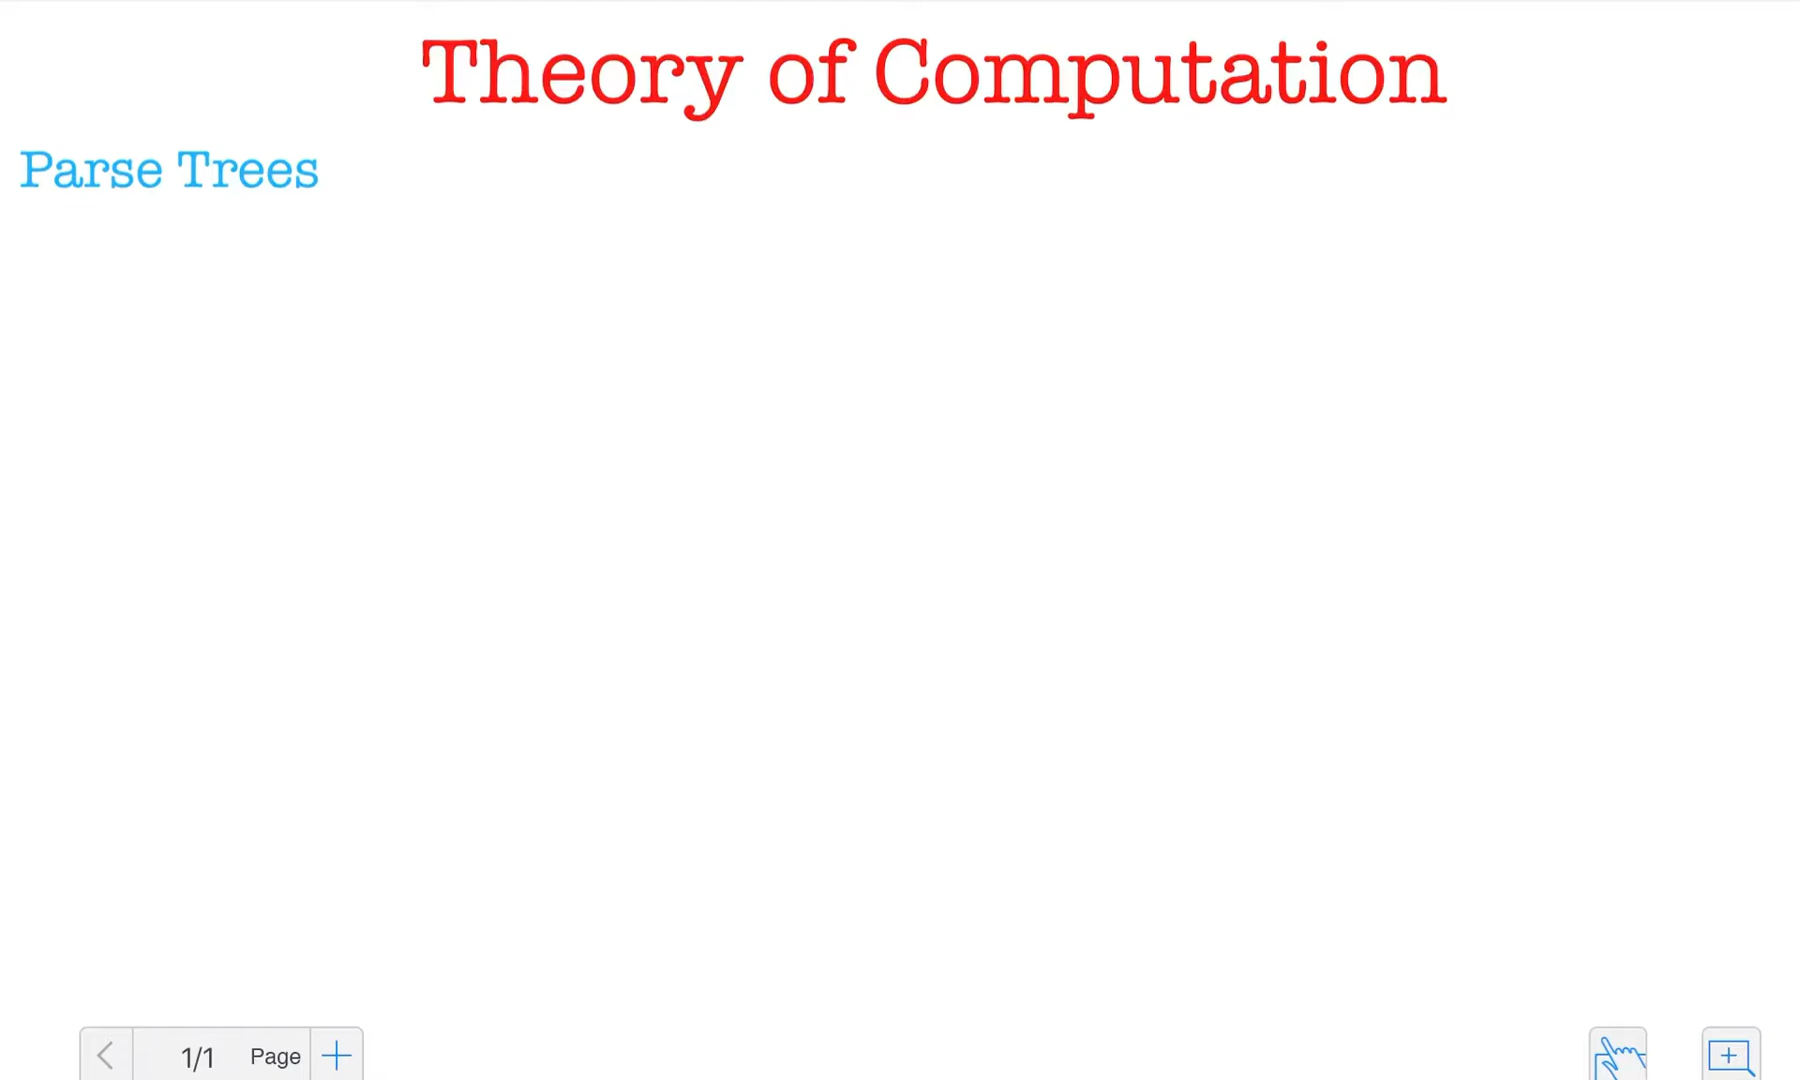 Theory of Computation
Parse Trees
1/1 Page